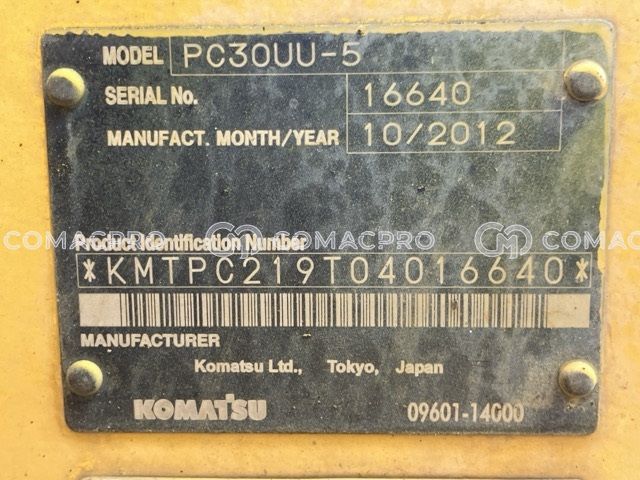 MODEL PC30UU-5
SERIAL No. 16640
MANUFACT. MONTH/YEAR 10/2012
Product Identification Number
COMACPRO COMACPRO COMACPRO
*KMTPC219T04016640*
MANUFACTURER
Komatsu Ltd., Tokyo, Japan
KOMATSU 09601-14000